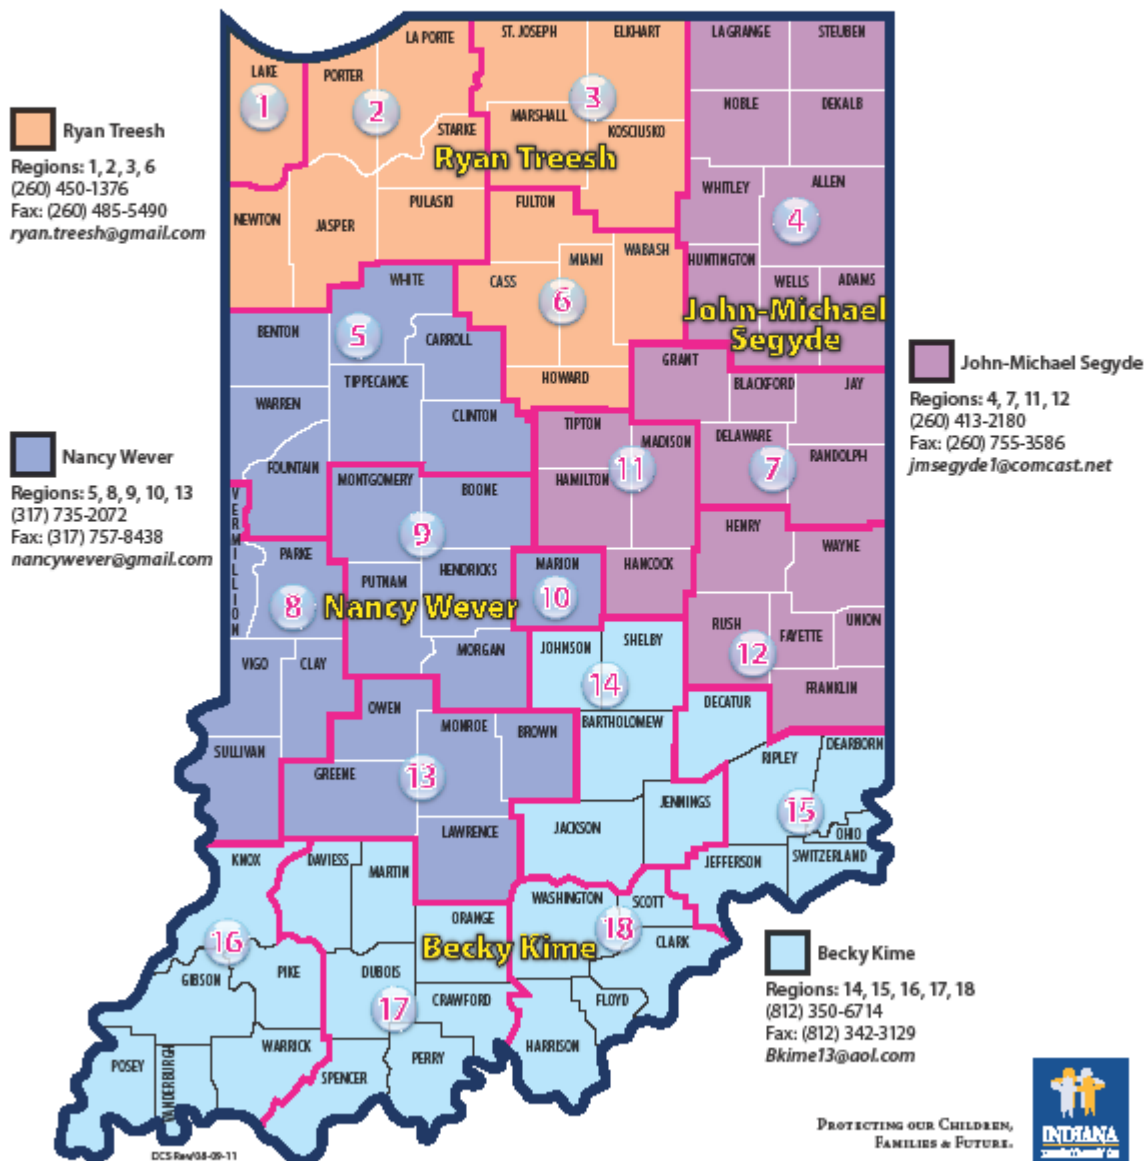 LA PORTE
ST. JOSEPH
ELKHART
LAGRANGE
STEUBEN
LAKE
PORTER
1
2
3
NOBLE
DEKALB
MARSHALL
KOSCIUSKO
STARKE
Ryan Treesh
Ryan Treesh
Regions: 1, 2, 3, 6
(260) 450-1376
Fax: (260) 485-5490
ryan.treesh@gmail.com
WHITLEY
ALLEN
NEWTON
JASPER
PULASKI
FULTON
4
WABASH
MIAMI
HUNTINGTON
WELLS
ADAMS
WHITE
CASS
6
John-Michael
Segyde
BENTON
5
CARROLL
GRANT
HOWARD
BLACKFORD
JAY
TIPPECANOE
John-Michael Segyde
Regions: 4, 7, 11, 12
(260) 413-2180
Fax: (260) 755-3586
jmsegyde1@comcast.net
WARREN
CLINTON
TIPTON
MADISON
DELAWARE
RANDOLPH
Nancy Wever
Regions: 5, 8, 9, 10, 13
(317) 735-2072
Fax: (317) 757-8438
nancywever@gmail.com
FOUNTAIN
MONTGOMERY
BOONE
HAMILTON
11
7
VERMILLION
9
HENRY
WAYNE
PARKE
PUTNAM
HENDRICKS
MARION
HANCOCK
8
Nancy Wever
10
RUSH
FAYETTE
UNION
VIGO
CLAY
MORGAN
JOHNSON
SHELBY
12
14
FRANKLIN
OWEN
MONROE
BROWN
BARTHOLOMEW
DECATUR
SULLIVAN
GREENE
13
RIPLEY
DEARBORN
JENNINGS
15
LAWRENCE
JACKSON
OHIO
KNOX
DAVIESS
MARTIN
JEFFERSON
SWITZERLAND
WASHINGTON
SCOTT
ORANGE
18
16
Becky Kime
CLARK
GIBSON
PIKE
DUBOIS
CRAWFORD
FLOYD
17
HARRISON
POSEY
VANDERBURGH
WARRICK
SPENCER
PERRY
Becky Kime
Regions: 14, 15, 16, 17, 18
(812) 350-6714
Fax: (812) 342-3129
Bkime13@aol.com
PROTECTING OUR CHILDREN,
FAMILIES & FUTURE.
INDIANA
DCS Rev/08-09-11